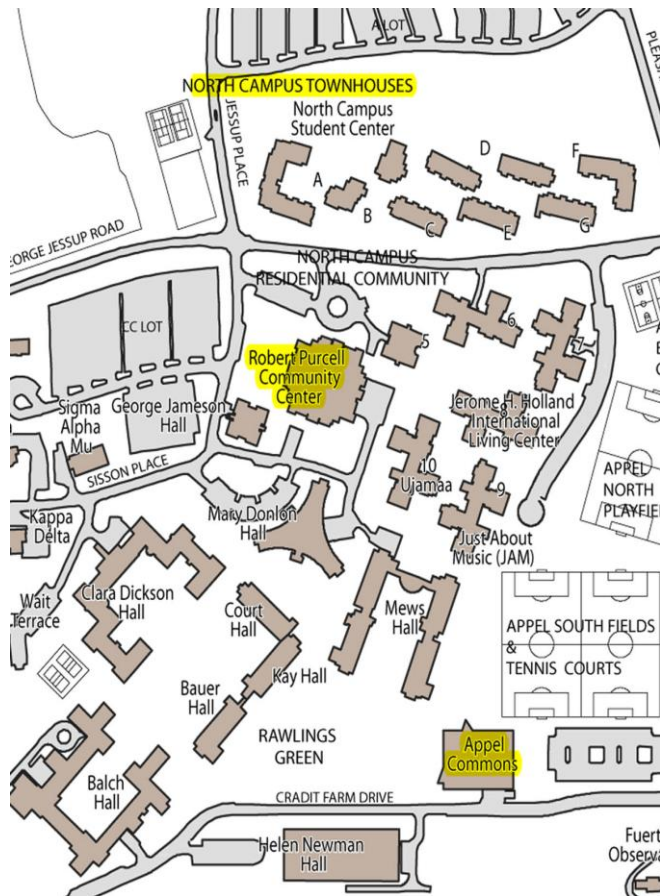 A LOT
NORTH CAMPUS TOWNHOUSES
JESSUP PLACE
North Campus
Student Center
A
B
C
D
E
F
G
NORTH CAMPUS
RESIDENTIAL COMMUNITY
CC LOT
Robert Purcell
Community
Center
5
6
7
Sigma
Alpha
Mu
George Jameson
Hall
Jerome H. Holland
8
International
Living Center
SISSON PLACE
10
Ujamaa
9
APPEL
NORTH
Mary Donlon
Hall
Just About
Music (JAM)
Kappa
Delta
Wait
Terrace
Clara Dickson
Hall
Court
Hall
Mews
Hall
APPEL SOUTH FIELDS
&
TENNIS COURTS
Kay Hall
Bauer
Hall
RAWLINGS
GREEN
Appel
Commons
Balch
Hall
CRADIT FARM DRIVE
Helen Newman
Hall